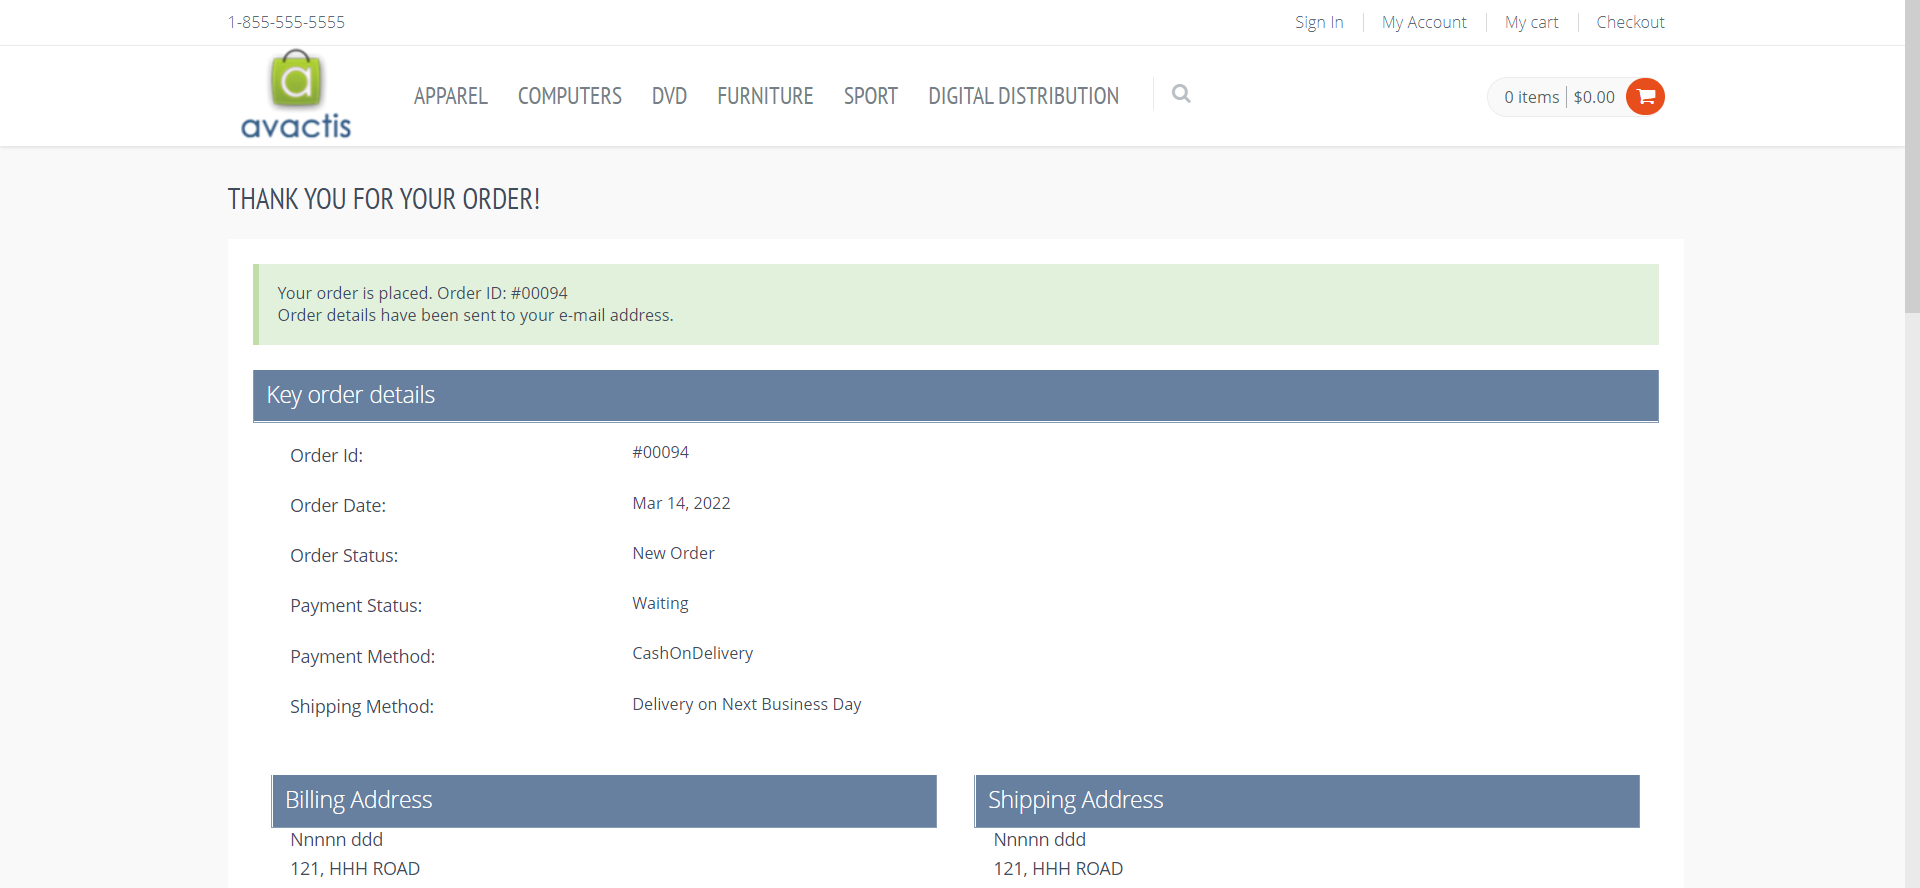 1-855-555-5555
Sign In My Account My cart Checkout
a
avactis
APPAREL COMPUTERS DVD FURNITURE SPORT DIGITAL DISTRIBUTION
0 items $0.00
THANK YOU FOR YOUR ORDER!
Your order is placed. Order ID: #00094
Order details have been sent to your e-mail address.
Key order details
Order Id: #00094
Order Date: Mar 14, 2022
Order Status: New Order
Payment Status: Waiting
Payment Method: CashOnDelivery
Shipping Method: Delivery on Next Business Day
Billing Address
Nnnnn ddd
121, HHH ROAD
Shipping Address
Nnnnn ddd
121, HHH ROAD